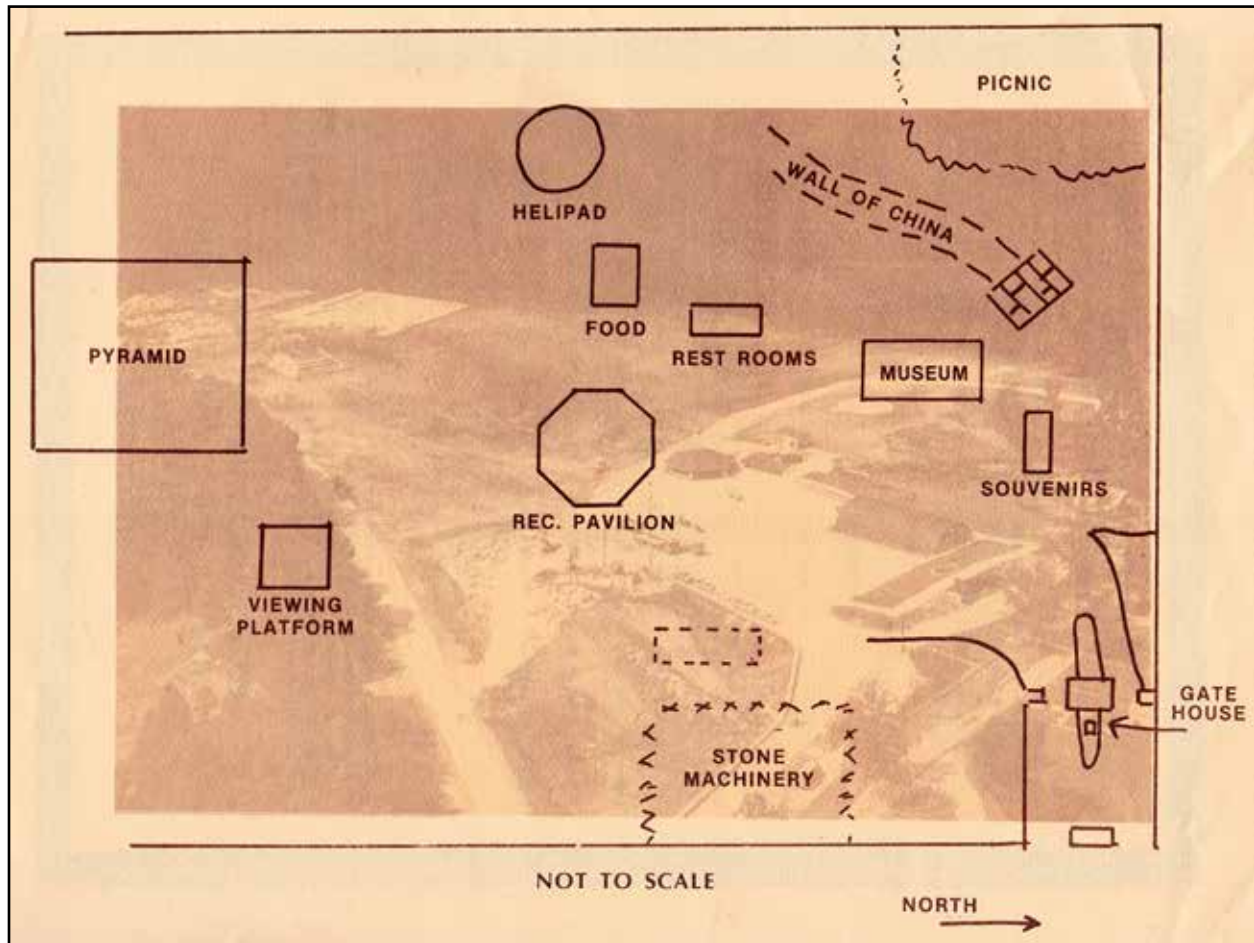 PICNIC
WALL OF CHINA
HELIPAD
FOOD
PYRAMID
REST ROOMS
MUSEUM
SOUVENIRS
REC. PAVILION
VIEWING
PLATFORM
GATE
HOUSE
STONE
MACHINERY
NOT TO SCALE
NORTH